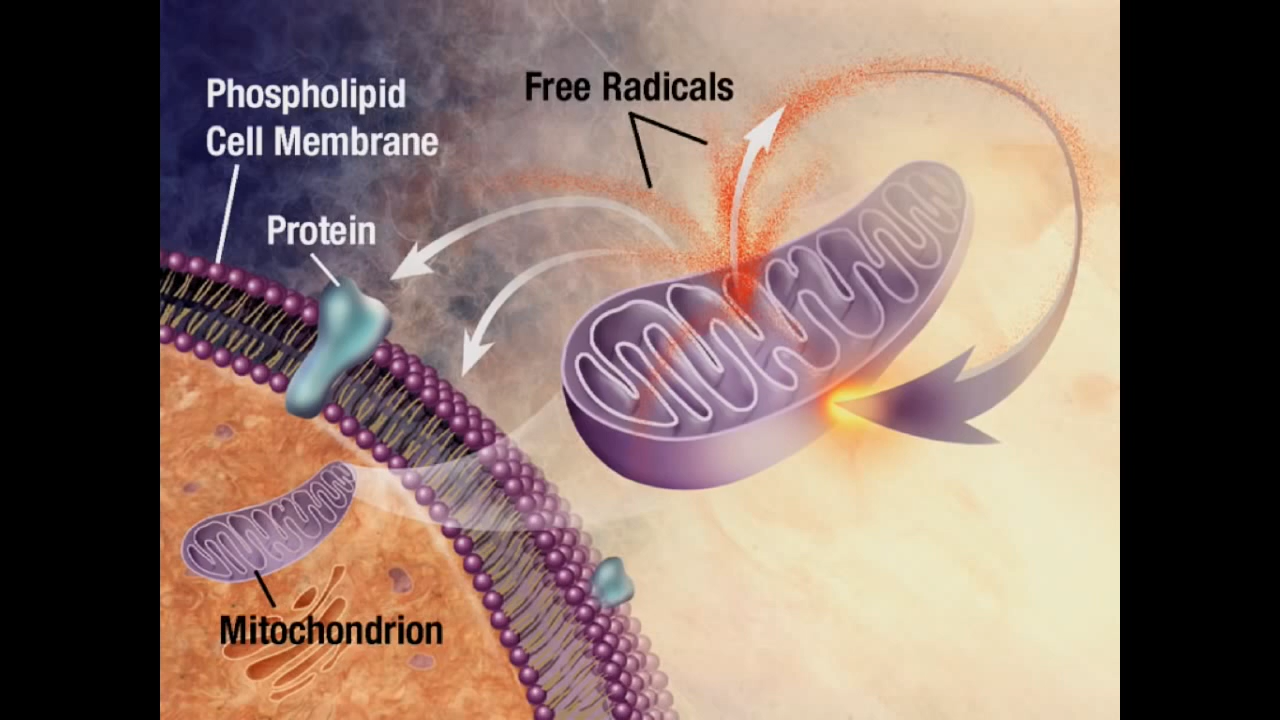 Phospholipid
Cell Membrane
Free Radicals
Protein
Mitochondrion